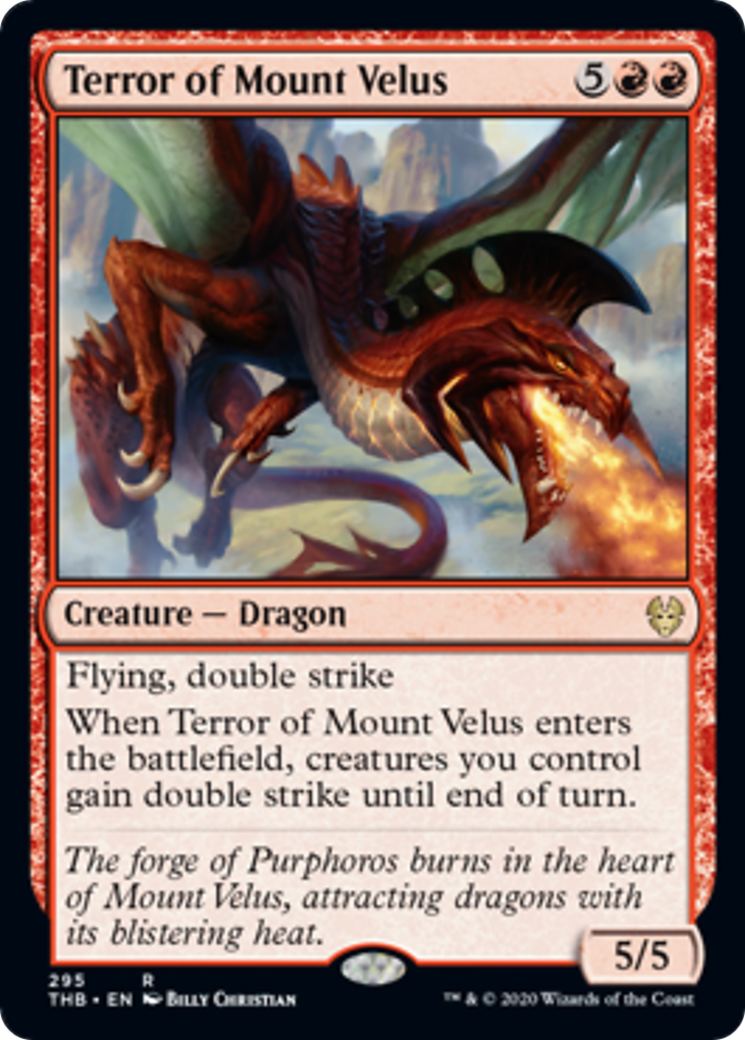 Terror of Mount Velus 5
Creature — Dragon
Flying, double strike
When Terror of Mount Velus enters
the battlefield, creatures you control
gain double strike until end of turn.
The forge of Purphoros burns in the heart
of Mount Velus, attracting dragons with
its blistering heat.
5/5
295 R
THB • EN Billy Christian
™ & © 2020 Wizards of the Coast